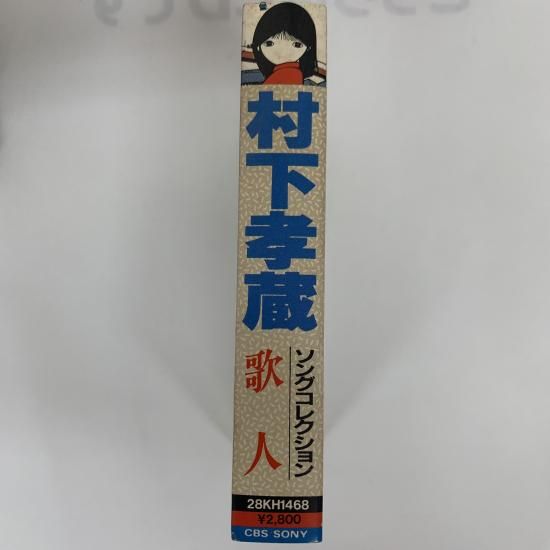 村下孝蔵
ソングコレクション
歌人
28KH1468
¥2,800
CBS SONY